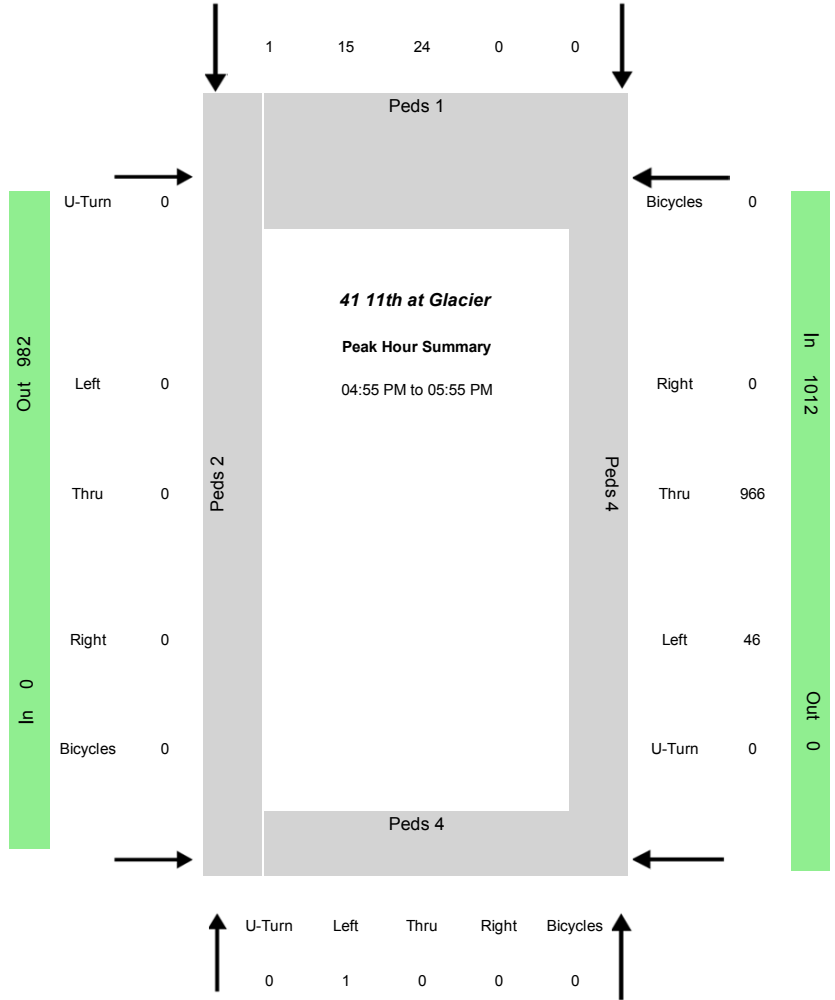 1 15 24 0 0
Peds 1
U-Turn 0
Bicycles 0
41 11th at Glacier
Peak Hour Summary
04:55 PM to 05:55 PM
Out 982
In 1012
Left 0
Right 0
Peds 2
Peds 4
Thru 0
Thru 966
Right 0
Left 46
In 0
Out 0
Bicycles 0
U-Turn 0
Peds 4
U-Turn Left Thru Right Bicycles
0 1 0 0 0